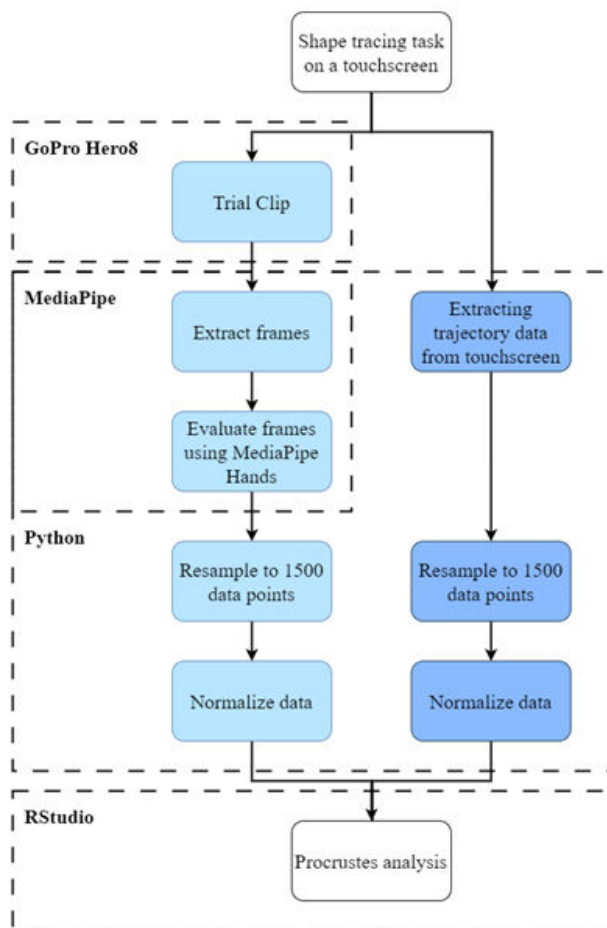 Shape tracing task
on a touchscreen
GoPro Hero8
Trial Clip
MediaPipe
Extract frames
Extracting
trajectory data
from touchscreen
Evaluate frames
using MediaPipe
Hands
Python
Resample to 1500
data points
Resample to 1500
data points
Normalize data
Normalize data
RStudio
Procrustes analysis